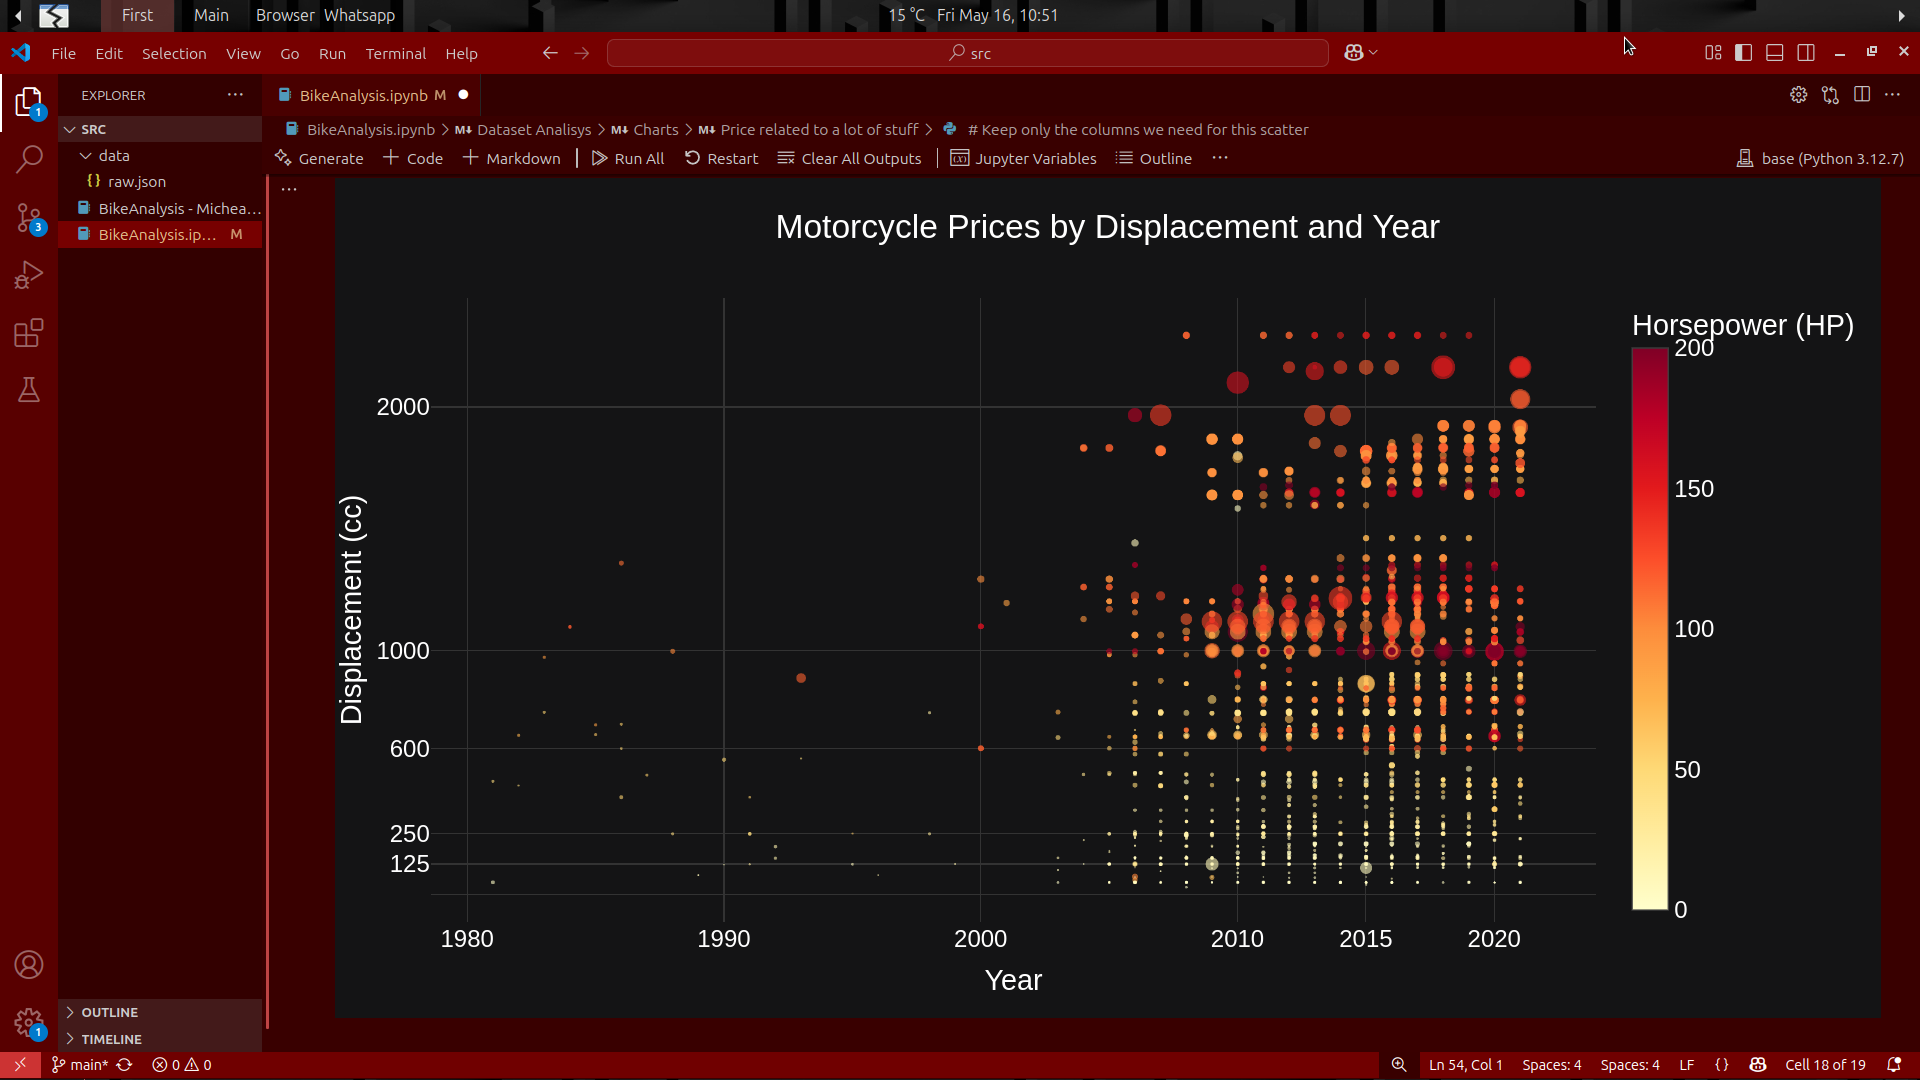 First Main Browser Whatsapp 15 °C Fri May 16, 10:51
File Edit Selection View Go Run Terminal Help src
EXPLORER ··· BikeAnalysis.ipynb M
SRC
data
{} raw.json
BikeAnalysis - Michea...
BikeAnalysis.ip... M
1
3
BikeAnalysis.ipynb > M↓ Dataset Analisys > M↓ Charts > M↓ Price related to a lot of stuff > # Keep only the columns we need for this scatter
Generate + Code + Markdown | Run All Restart Clear All Outputs | Jupyter Variables Outline ··· base (Python 3.12.7)
...
Motorcycle Prices by Displacement and Year
Horsepower (HP)
200
150
100
50
0
Displacement (cc)
2000
1000
600
250
125
1980 1990 2000 2010 2015 2020
Year
OUTLINE
TIMELINE
1
main* 0 0 Ln 54, Col 1 Spaces: 4 Spaces: 4 LF {} Cell 18 of 19